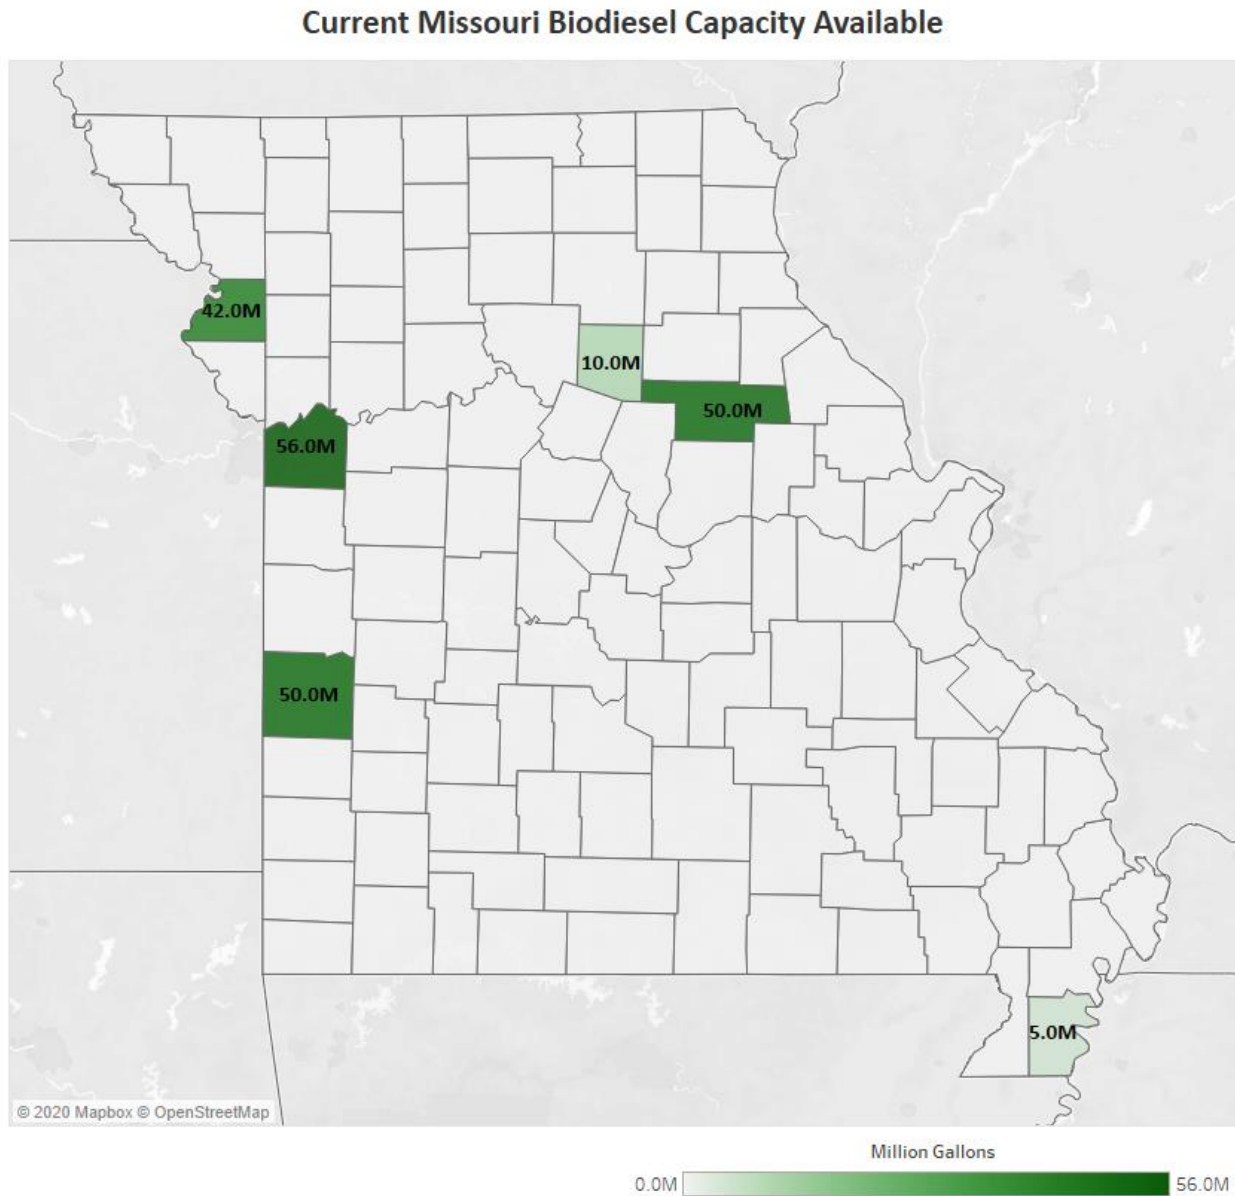 Current Missouri Biodiesel Capacity Available
42.0M
10.0M
50.0M
56.0M
50.0M
5.0M
© 2020 Mapbox © OpenStreetMap
Million Gallons
0.0M 56.0M